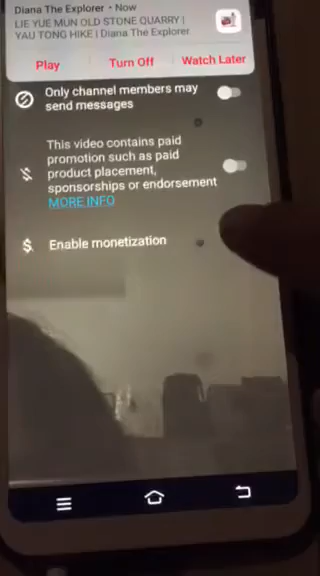 Diana The Explorer • Now
LIE YUE MUN OLD STONE QUARRY |
YAU TONG HIKE | Diana The Explorer
Play Turn Off Watch Later
Only channel members may
send messages
This video contains paid
promotion such as paid
product placement,
sponsorships or endorsement
MORE INFO
Enable monetization